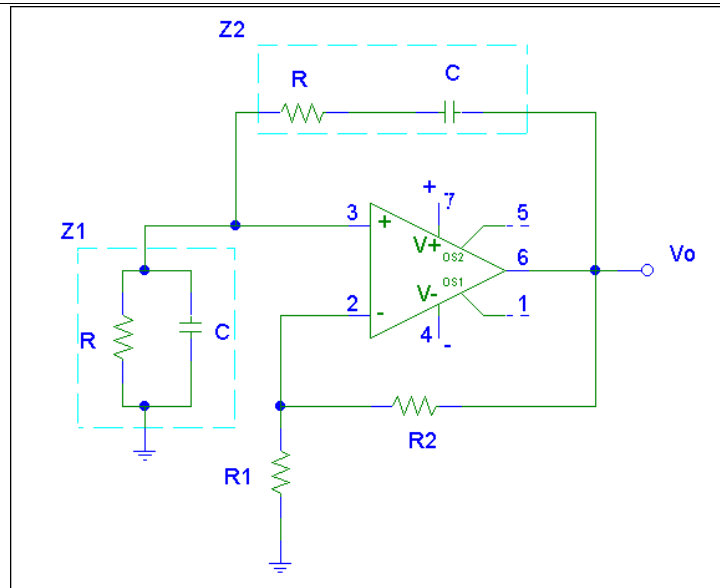 Z2
R C
+
7
3 + 5
V+ OS2
Z1
6 Vo
OS1
V-
2 - 1
4 -
R C
R2
R1